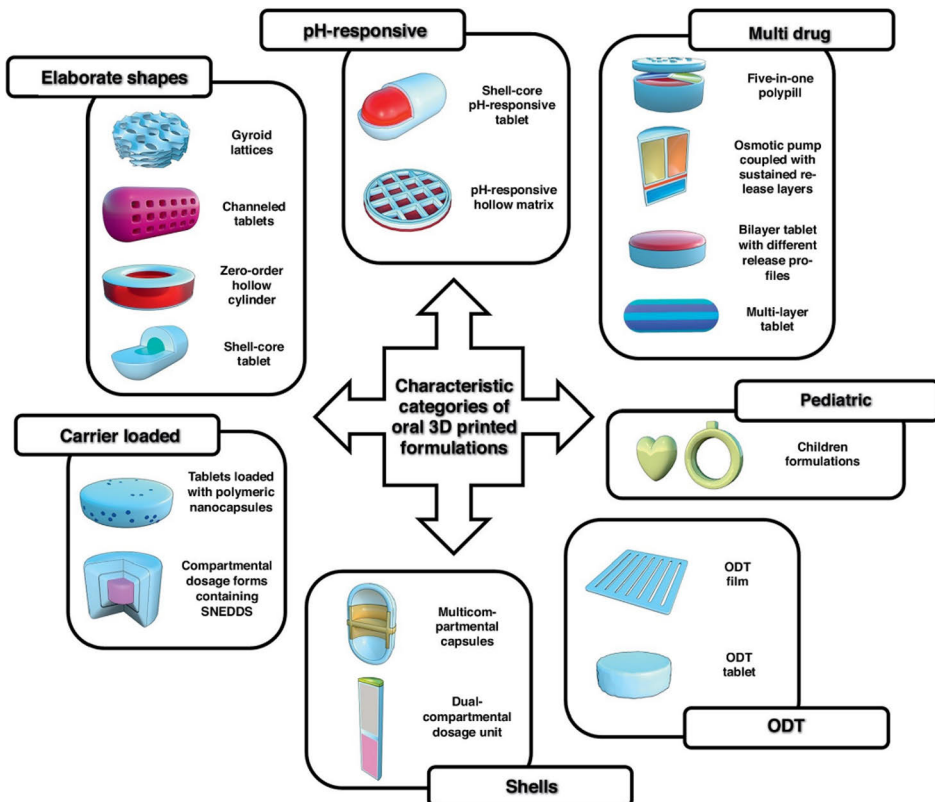 pH-responsive
Shell-core
pH-responsive
tablet
pH-responsive
hollow matrix
Multi drug
Five-in-one
polypill
Osmotic pump
coupled with
sustained re-
lease layers
Bilayer tablet
with different
release pro-
files
Multi-layer
tablet
Elaborate shapes
Gyroid
lattices
Channeled
tablets
Zero-order
hollow
cylinder
Shell-core
tablet
Characteristic
categories of
oral 3D printed
formulations
Pediatric
Children
formulations
Carrier loaded
Tablets loaded
with polymeric
nanocapsules
Compartmental
dosage forms
containing
SNEDDS
Multicom-
partmental
capsules
Dual-
compartmental
dosage unit
Shells
ODT
film
ODT
tablet
ODT